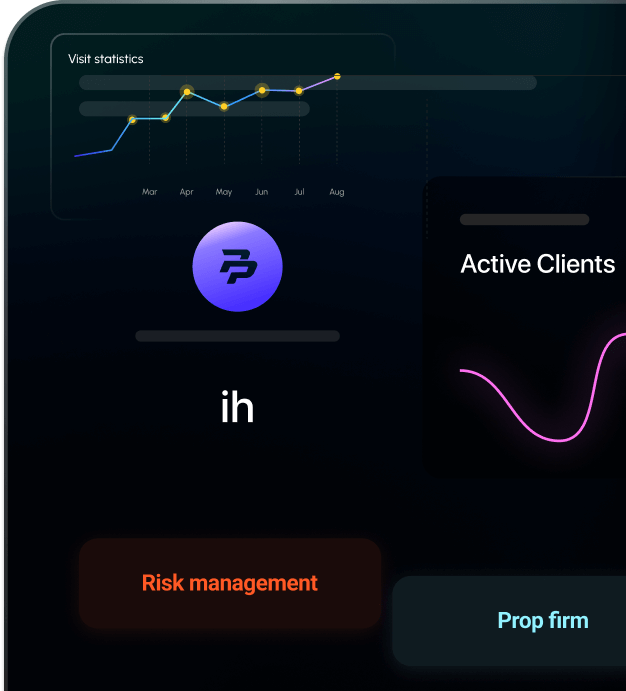 Visit statistics
Mar Apr May Jun Jul Aug
Active Clients
ih
Risk management
Prop firm